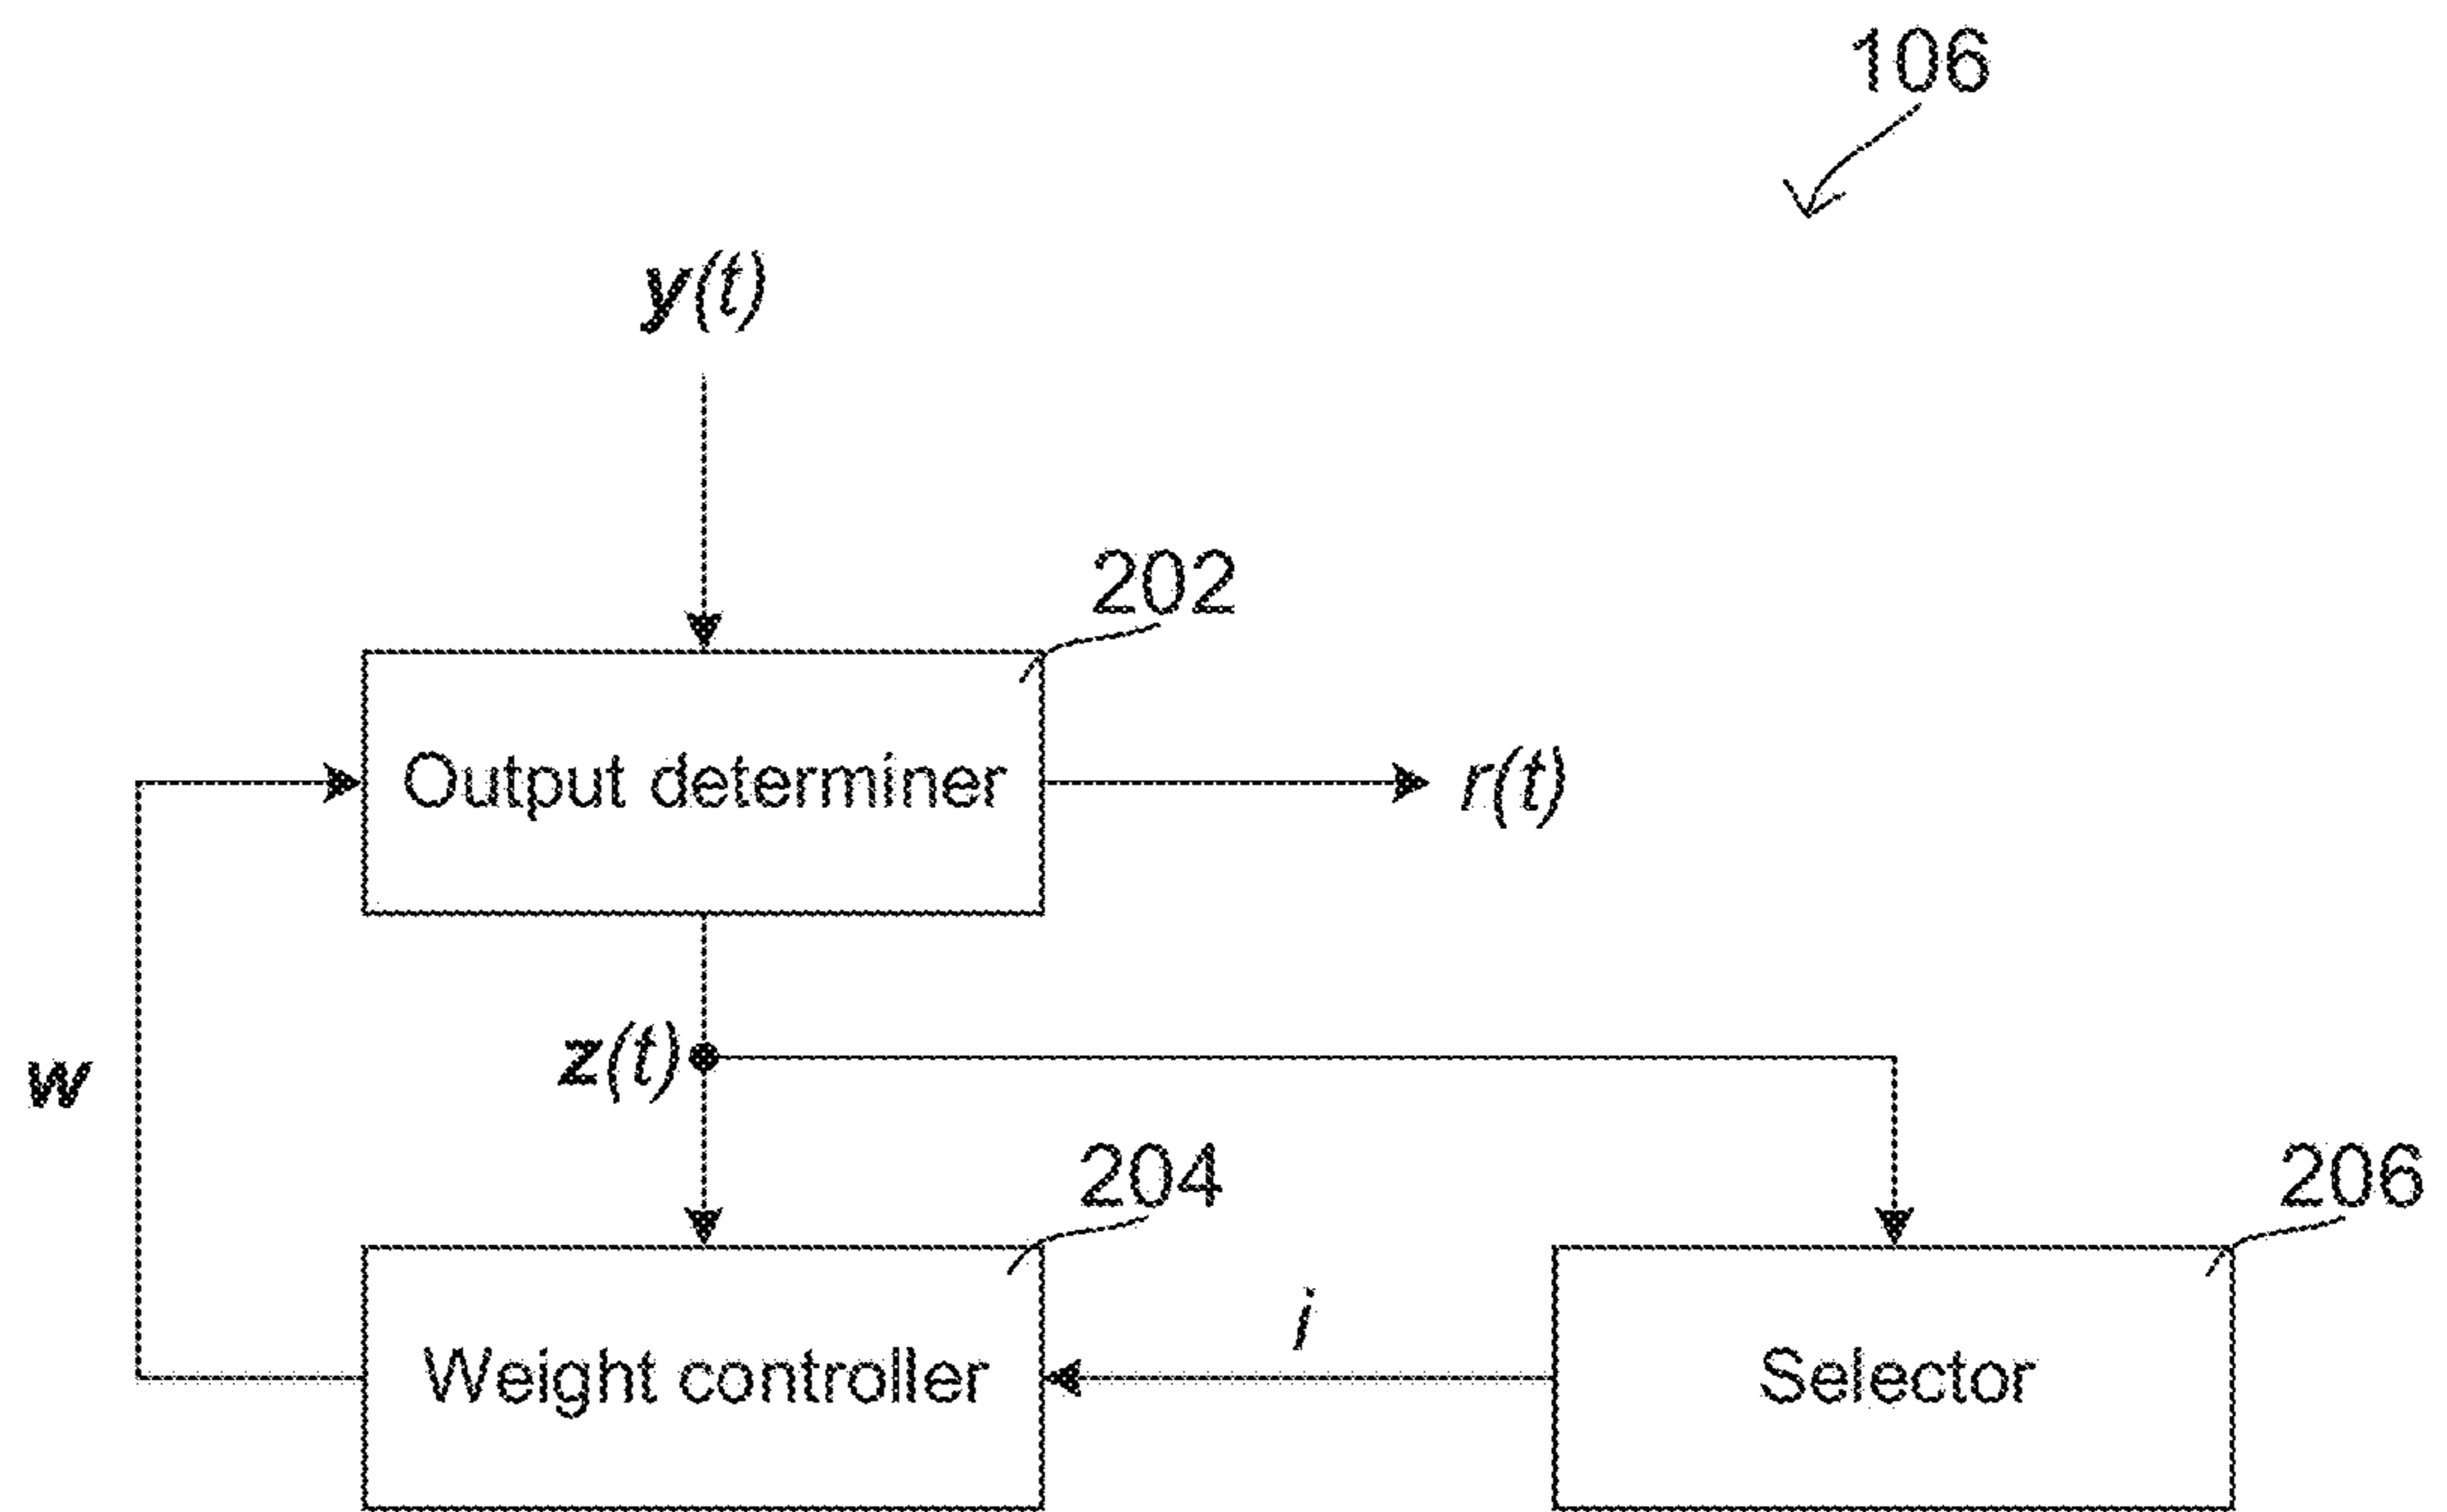 106
y(t)
202
Output determiner
r(t)
z(t)
w
204
206
i
Weight controller
Selector